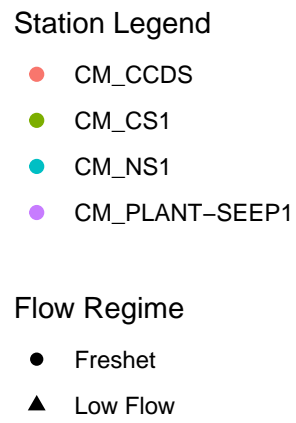 Station Legend
CM_CCDS
CM_CS1
CM_NS1
CM_PLANT−SEEP1
Flow Regime
Freshet
Low Flow